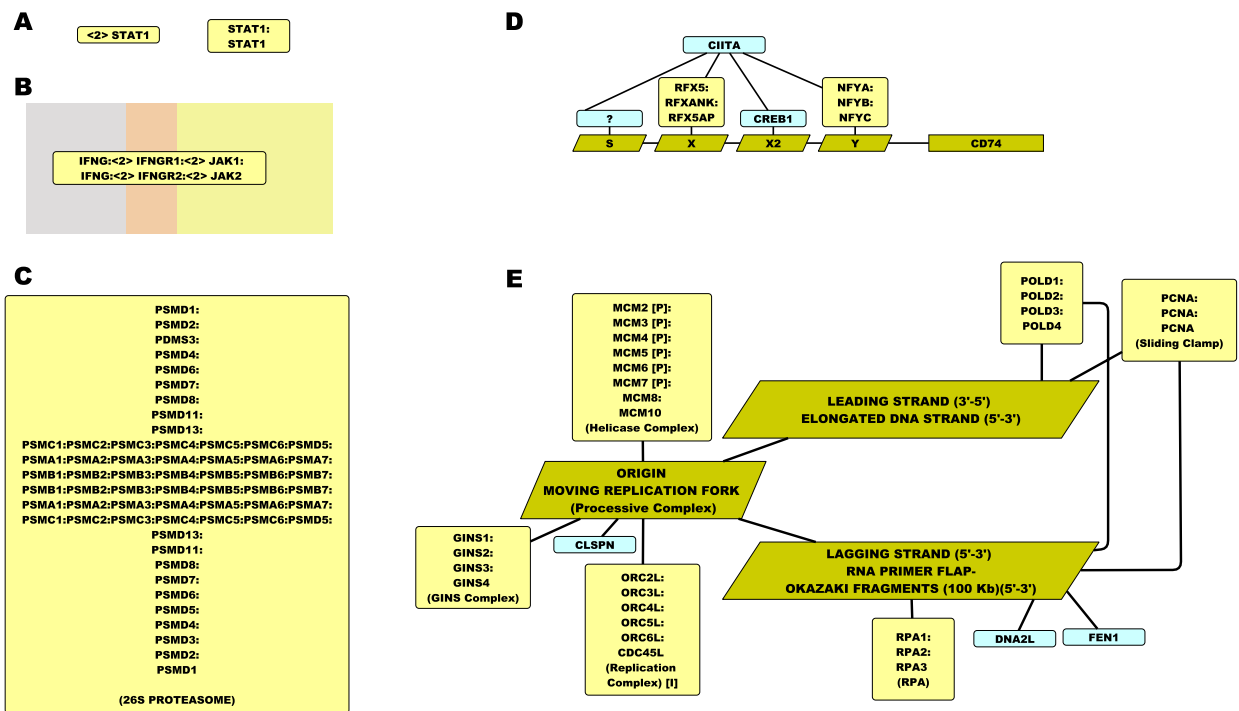 A
<2> STAT1
STAT1:
STAT1
B
IFNG:<2> IFNGR1:<2> JAK1:
IFNG:<2> IFNGR2:<2> JAK2
C
PSMD1:
PSMD2:
PDMS3:
PSMD4:
PSMD6:
PSMD7:
PSMD8:
PSMD11:
PSMD13:
PSMC1:PSMC2:PSMC3:PSMC4:PSMC5:PSMC6:PSMD5:
PSMA1:PSMA2:PSMA3:PSMA4:PSMA5:PSMA6:PSMA7:
PSMB1:PSMB2:PSMB3:PSMB4:PSMB5:PSMB6:PSMB7:
PSMB1:PSMB2:PSMB3:PSMB4:PSMB5:PSMB6:PSMB7:
PSMA1:PSMA2:PSMA3:PSMA4:PSMA5:PSMA6:PSMA7:
PSMC1:PSMC2:PSMC3:PSMC4:PSMC5:PSMC6:PSMD5:
PSMD13:
PSMD11:
PSMD8:
PSMD7:
PSMD6:
PSMD5:
PSMD4:
PSMD3:
PSMD2:
PSMD1
(26S PROTEASOME)
D
CIITA
?
RFX5:
RFXANK:
RFX5AP
CREB1
NFYA:
NFYB:
NFYC
S
X
X2
Y
CD74
E
MCM2 [P]:
MCM3 [P]:
MCM4 [P]:
MCM5 [P]:
MCM6 [P]:
MCM7 [P]:
MCM8:
MCM10
(Helicase Complex)
POLD1:
POLD2:
POLD3:
POLD4
PCNA:
PCNA:
PCNA
(Sliding Clamp)
LEADING STRAND (3'-5')
ELONGATED DNA STRAND (5'-3')
ORIGIN
MOVING REPLICATION FORK
(Processive Complex)
GINS1:
GINS2:
GINS3:
GINS4
(GINS Complex)
CLSPN
ORC2L:
ORC3L:
ORC4L:
ORC5L:
ORC6L:
CDC45L
(Replication
Complex) [I]
LAGGING STRAND (5'-3')
RNA PRIMER FLAP-
OKAZAKI FRAGMENTS (100 Kb)(5'-3')
RPA1:
RPA2:
RPA3
(RPA)
DNA2L
FEN1